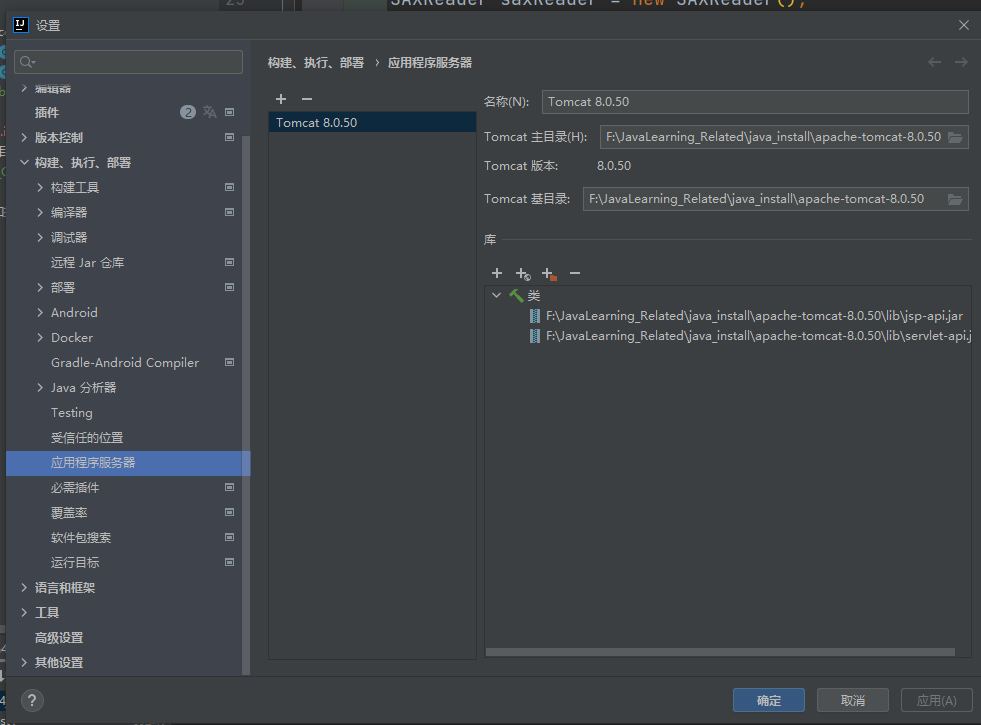 23
SAXReader saxReader = new SAXReader();
设置
编辑器
插件
2
版本控制
构建、执行、部署
构建工具
编译器
调试器
远程 Jar 仓库
部署
Android
Docker
Gradle-Android Compiler
Java 分析器
Testing
受信任的位置
应用程序服务器
必需插件
覆盖率
软件包搜索
运行目标
语言和框架
工具
高级设置
其他设置
构建、执行、部署 › 应用程序服务器
Tomcat 8.0.50
名称(N): Tomcat 8.0.50
Tomcat 主目录(H): F:\JavaLearning_Related\java_install\apache-tomcat-8.0.50
Tomcat 版本: 8.0.50
Tomcat 基目录: F:\JavaLearning_Related\java_install\apache-tomcat-8.0.50
库
类
F:\JavaLearning_Related\java_install\apache-tomcat-8.0.50\lib\jsp-api.jar
F:\JavaLearning_Related\java_install\apache-tomcat-8.0.50\lib\servlet-api.j
?
确定
取消
应用(A)